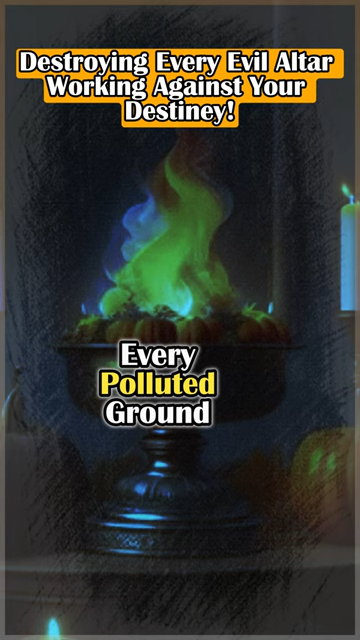 Destroying Every Evil Altar
Working Against Your
Destiney!
Every
Polluted
Ground